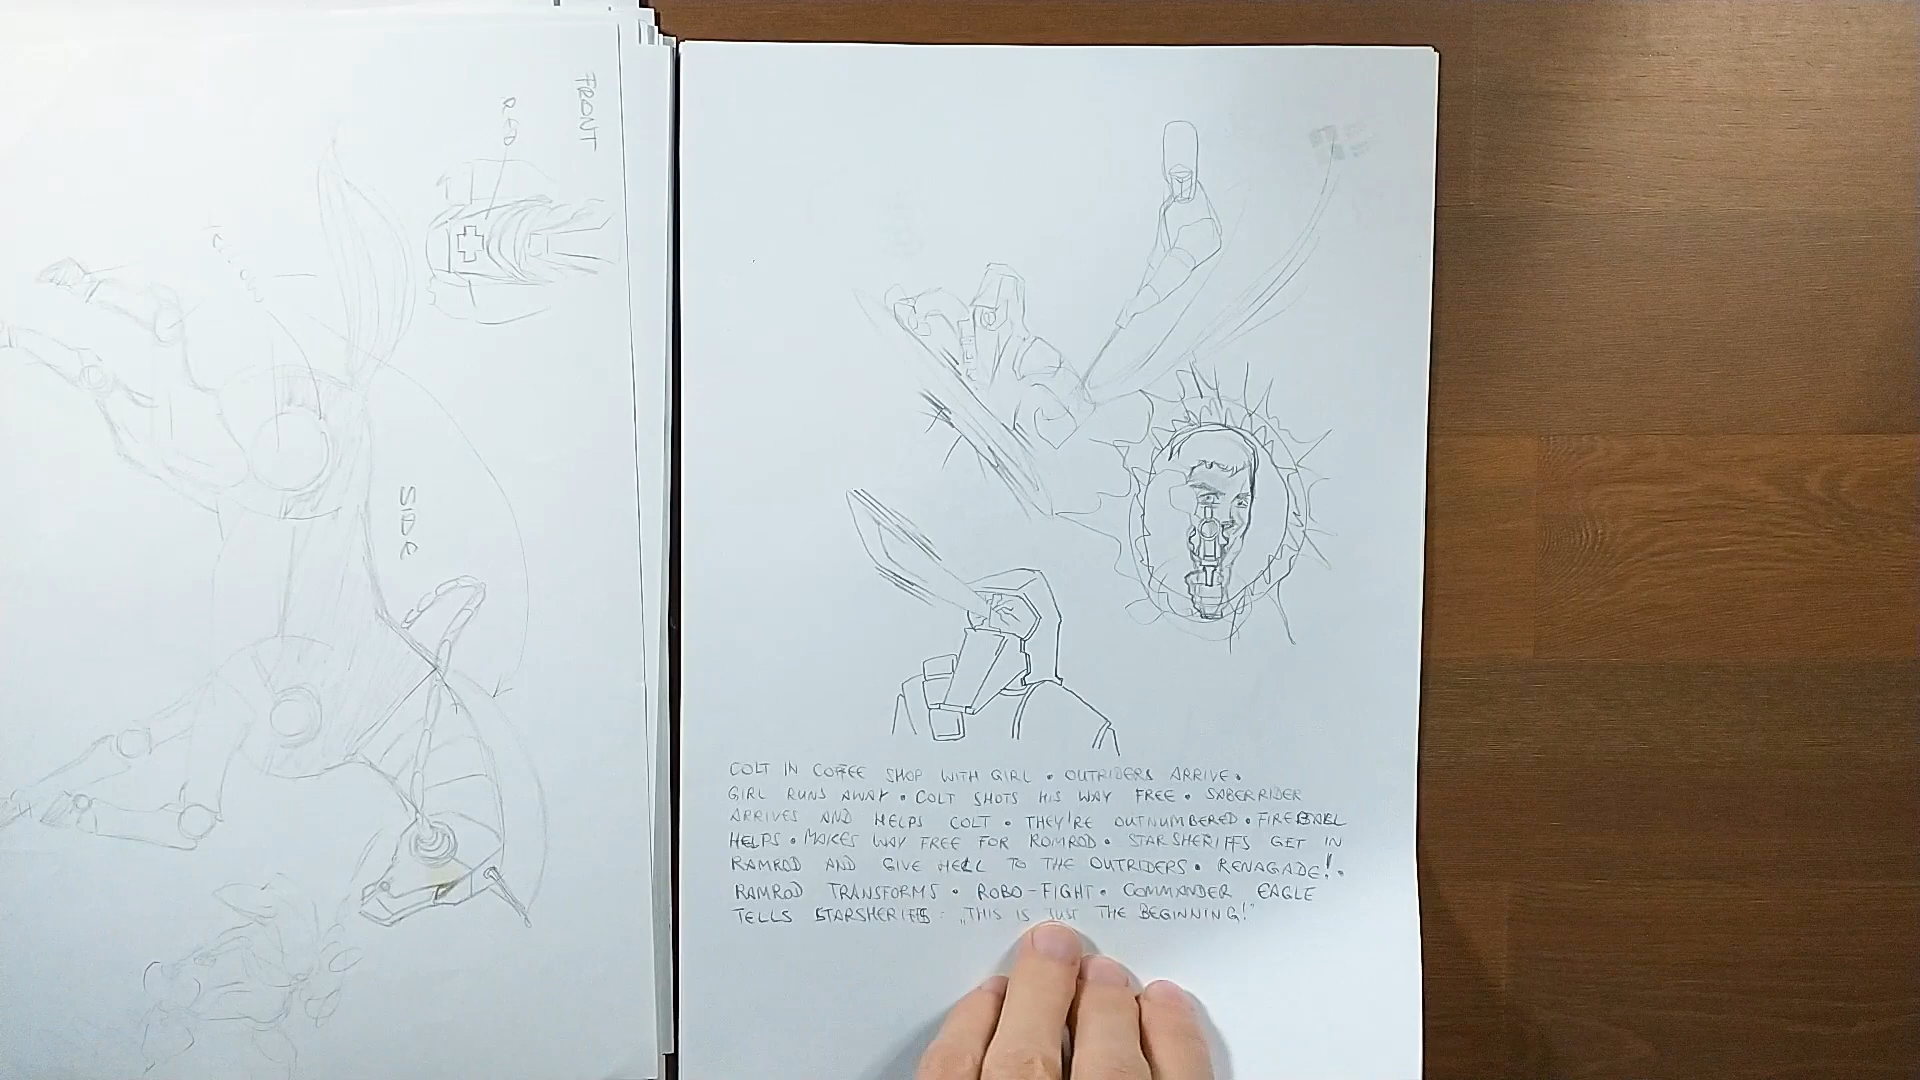 FRONT
RED
SIDE
COLT IN COFFEE SHOP WITH GIRL • OUTRIDERS ARRIVE •
GIRL RUNS AWAY • COLT SHOTS HIS WAY FREE • SABERRIDER
ARRIVES AND HELPS COLT • THEY'RE OUTNUMBERED • FIREBALL
HELPS • MAKES WAY FREE FOR ROMROD • STARSHERIFFS GET IN
RAMROD AND GIVE HELL TO THE OUTRIDERS • RENAGADE! •
RAMROD TRANSFORMS • ROBO-FIGHT • COMMANDER EAGLE
TELLS STARSHERIFFS: „THIS IS JUST THE BEGINNING!"